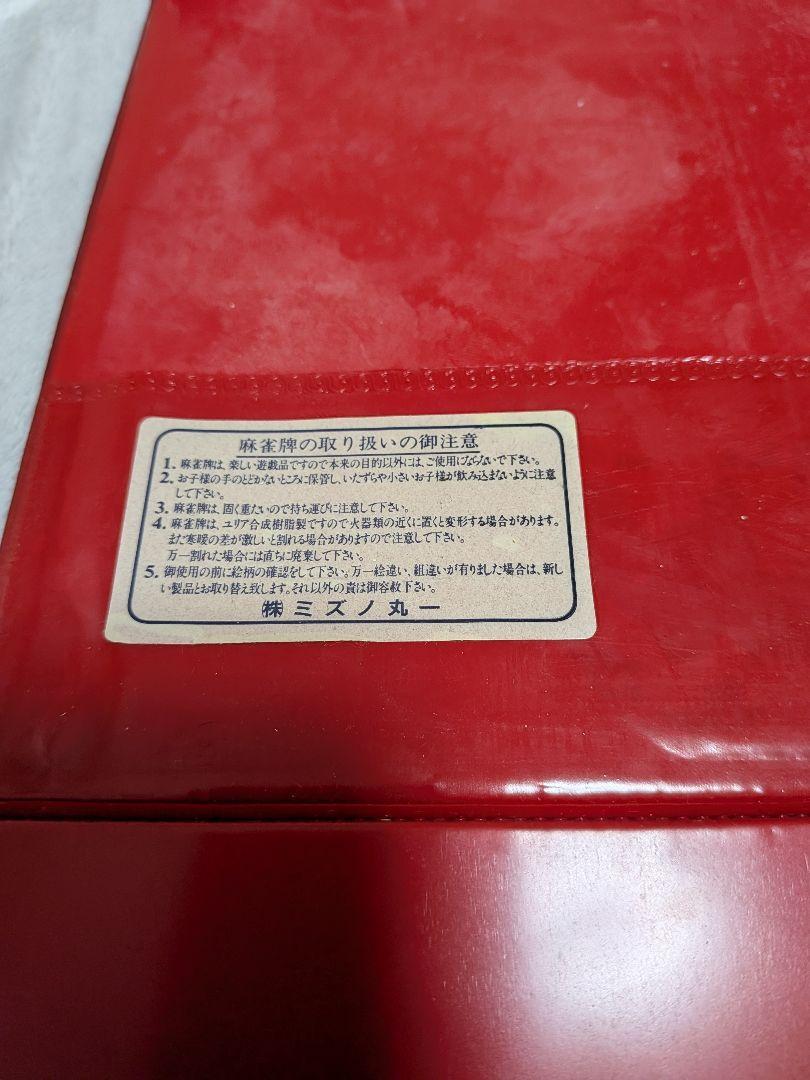 麻雀牌の取り扱いの御注意
1. 麻雀牌は、楽しい遊戯品ですので本来の目的以外には、ご使用にならないで下さい。
2. お子様の手のとどかないところに保管し、いたずらや小さいお子様が飲み込まないように注意
して下さい。
3. 麻雀牌は、固く重たいので持ち運びに注意して下さい。
4. 麻雀牌は、ユリア合成樹脂製ですので火器類の近くに置くと変形する場合があります。
また寒暖の差が激しいと割れる場合がありますので注意して下さい。
万一割れた場合には直ちに廃棄して下さい。
5. 御使用の前に絵柄の確認をして下さい。万一絵違い、組違いが有りました場合は、新し
い製品とお取り替え致します。それ以外の責は御容赦下さい。
㈱ミズノ丸一